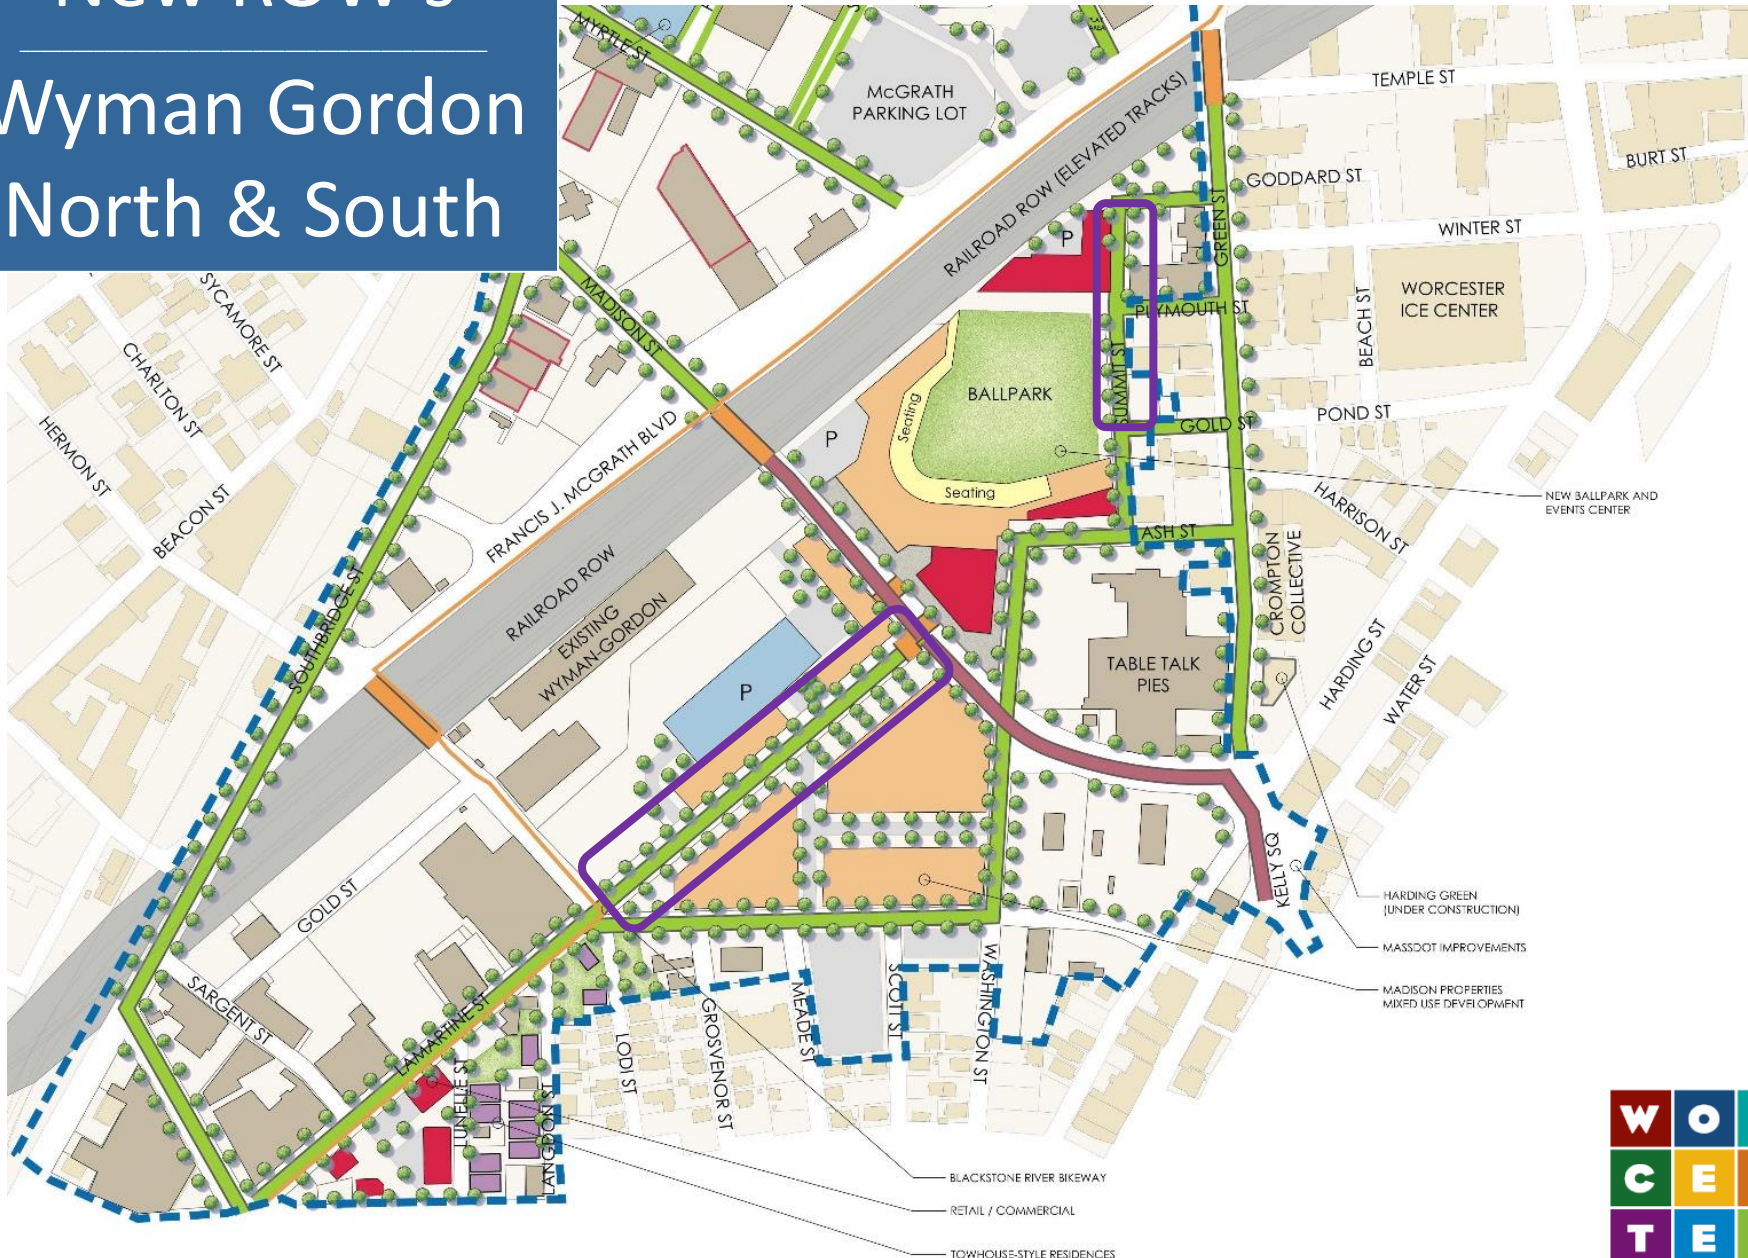 New ROW's
Wyman Gordon
North & South
MYRTLE ST
McGRATH
PARKING LOT
RAILROAD ROW (ELEVATED TRACKS)
TEMPLE ST
BURT ST
GODDARD ST
WINTER ST
GREEN ST
P
PLYMOUTH ST
WORCESTER
ICE CENTER
BEACH ST
SYCAMORE ST
MADISON ST
CHARLTON ST
BALLPARK
Seating
Seating
SUMMIT ST
GOLD ST
POND ST
HERMON ST
BEACON ST
P
FRANCIS J. MCGRATH BLVD
HARRISON ST
NEW BALLPARK AND
EVENTS CENTER
ASH ST
CROMPTON
COLLECTIVE
RAILROAD ROW
EXISTING
WYMAN-GORDON
SOUTHBRIDGE ST
P
TABLE TALK
PIES
HARDING ST
WATER ST
KELLY SQ
HARDING GREEN
(UNDER CONSTRUCTION)
MASSDOT IMPROVEMENTS
MADISON PROPERTIES
MIXED USE DEVELOPMENT
GOLD ST
SARGENT ST
LAMARTINE ST
LUNELLE ST
LANGDON ST
LODI ST
GROSVENOR ST
MEADE ST
SCOTT ST
WASHINGTON ST
BLACKSTONE RIVER BIKEWAY
RETAIL / COMMERCIAL
TOWHOUSE-STYLE RESIDENCES
W O
C E
T E